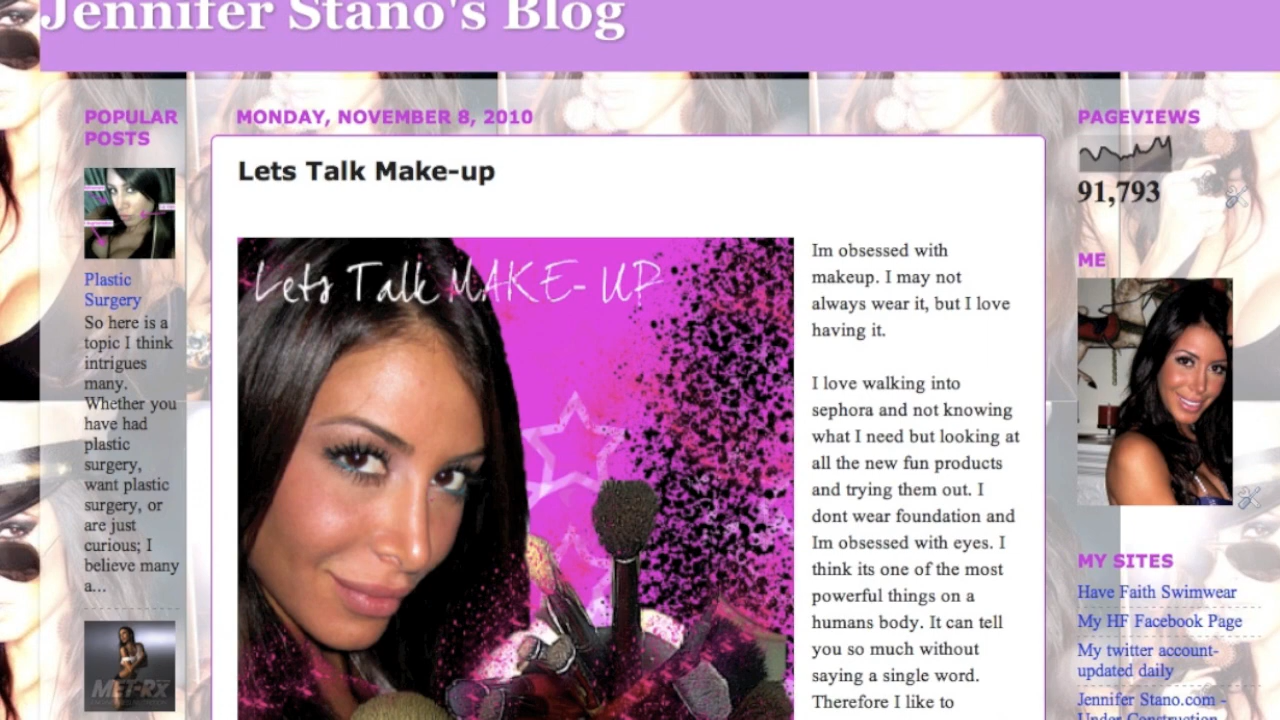 Jennifer Stano's Blog
POPULAR
POSTS
Plastic
Surgery
So here is a
topic I think
intrigues
many.
Whether you
have had
plastic
surgery,
want plastic
surgery, or
are just
curious; I
believe many
a...
MET-RX
MONDAY, NOVEMBER 8, 2010
Lets Talk Make-up
Lets Talk MAKE-UP
Im obsessed with
makeup. I may not
always wear it, but I love
having it.
I love walking into
sephora and not knowing
what I need but looking at
all the new fun products
and trying them out. I
dont wear foundation and
Im obsessed with eyes. I
think its one of the most
powerful things on a
humans body. It can tell
you so much without
saying a single word.
Therefore I like to
PAGEVIEWS
91,793
ME
MY SITES
Have Faith Swimwear
My HF Facebook Page
My twitter account-
updated daily
Jennifer Stano.com -
Under Construction